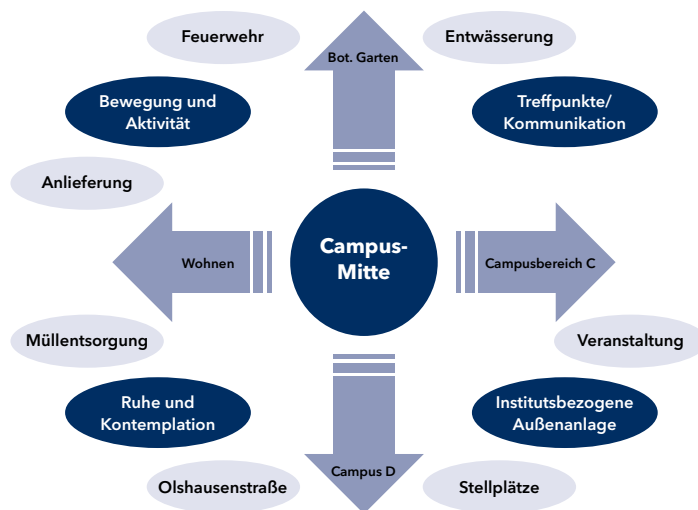 Feuerwehr
Entwässerung
Bot. Garten
Bewegung und
Aktivität
Treffpunkte/
Kommunikation
Anlieferung
Campus-
Mitte
Wohnen
Campusbereich C
Müllentsorgung
Veranstaltung
Ruhe und
Kontemplation
Institutsbezogene
Außenanlage
Campus D
Olshausenstraße
Stellplätze